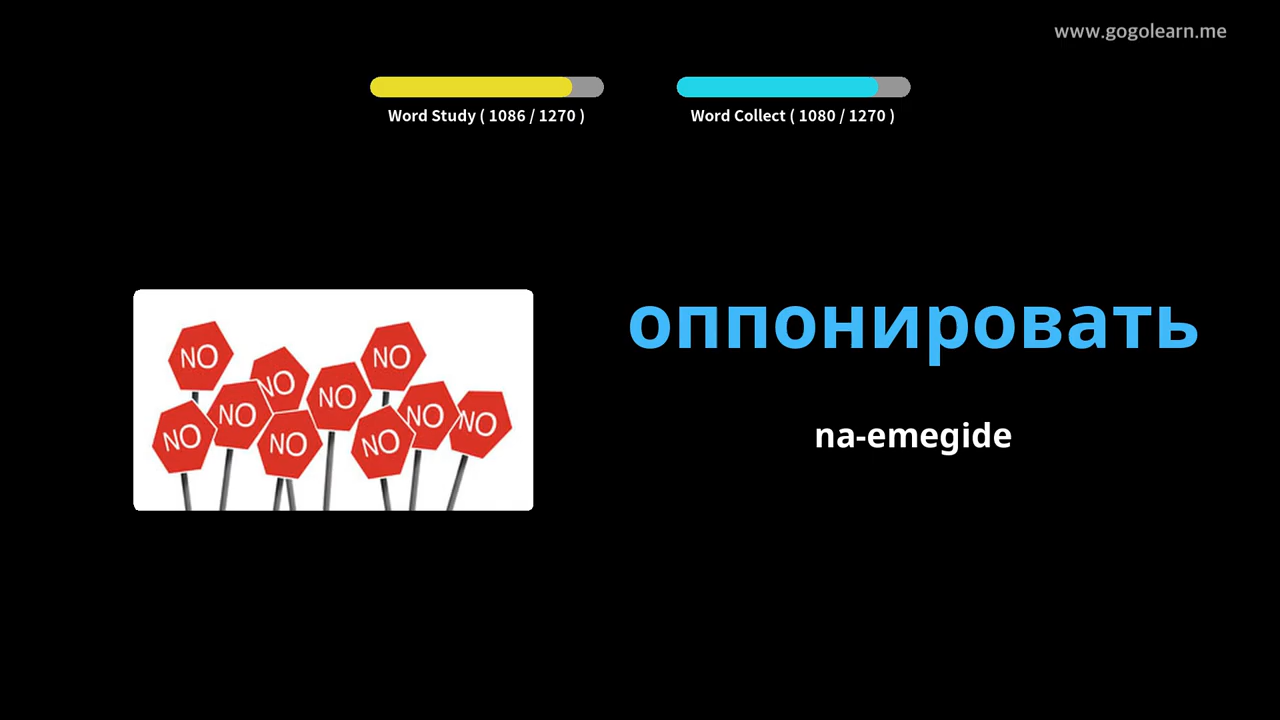 www.gogolearn.me
Word Study ( 1086 / 1270 )
Word Collect ( 1080 / 1270 )
NO
NO
NO
NO
NO
NO
NO
NO
NO
NO
оппонировать
na-emegide